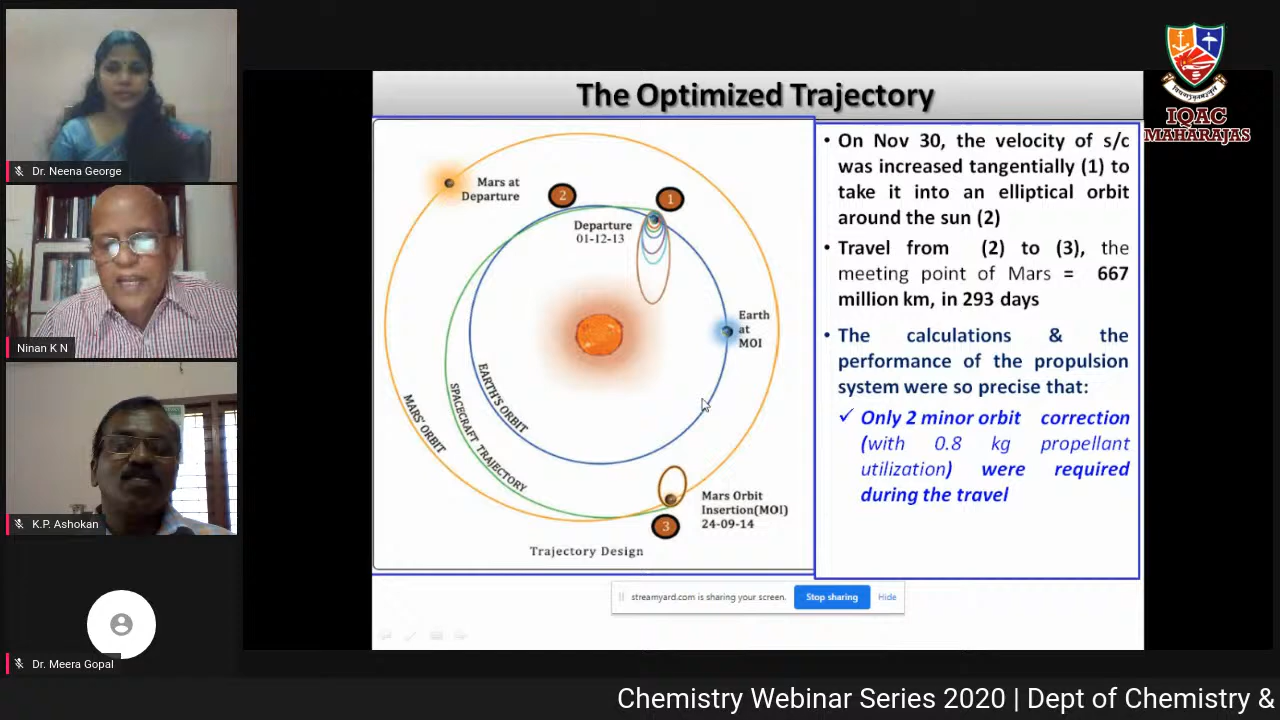 The Optimized Trajectory
IQAC
MAHARAJAS
Dr. Neena George
Ninan K N
K.P. Ashokan
Dr. Meera Gopal
Mars at
Departure
2
1
Departure
01-12-13
Earth
at
MOI
EARTH'S ORBIT
SPACECRAFT TRAJECTORY
MARS' ORBIT
Mars Orbit
Insertion(MOI)
24-09-14
3
Trajectory Design
• On Nov 30, the velocity of s/c
was increased tangentially (1) to
take it into an elliptical orbit
around the sun (2)
• Travel from (2) to (3), the
meeting point of Mars = 667
million km, in 293 days
• The calculations & the
performance of the propulsion
system were so precise that:
✓ Only 2 minor orbit correction
(with 0.8 kg propellant
utilization) were required
during the travel
streamyard.com is sharing your screen.
Stop sharing
Hide
Chemistry Webinar Series 2020 | Dept of Chemistry &